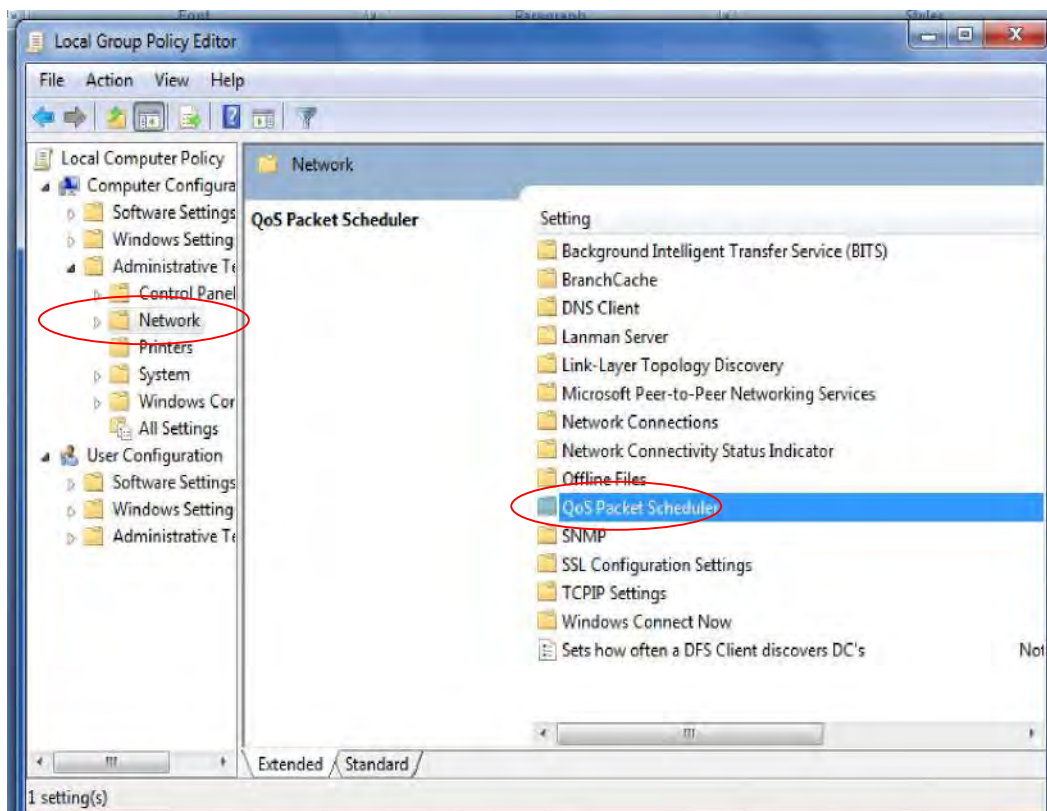 Font
Paragraph
Styles
Local Group Policy Editor
File Action View Help
Local Computer Policy
Computer Configura
Software Settings
Windows Setting
Administrative Te
Control Panel
Network
Printers
System
Windows Cor
All Settings
User Configuration
Software Settings
Windows Setting
Administrative Te
Network
QoS Packet Scheduler
Setting
Background Intelligent Transfer Service (BITS)
BranchCache
DNS Client
Lanman Server
Link-Layer Topology Discovery
Microsoft Peer-to-Peer Networking Services
Network Connections
Network Connectivity Status Indicator
Offline Files
QoS Packet Scheduler
SNMP
SSL Configuration Settings
TCPIP Settings
Windows Connect Now
Sets how often a DFS Client discovers DC's Not
Extended Standard
1 setting(s)